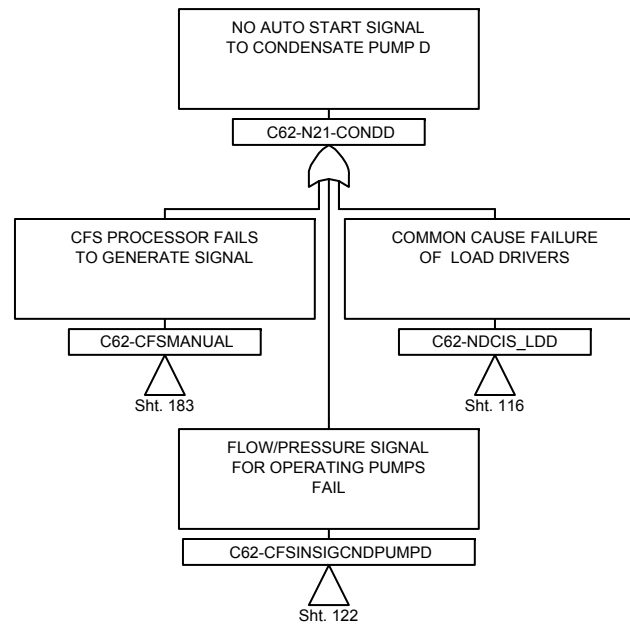 NO AUTO START SIGNAL
TO CONDENSATE PUMP D
C62-N21-CONDD
CFS PROCESSOR FAILS
TO GENERATE SIGNAL
C62-CFSMANUAL
Sht. 183
COMMON CAUSE FAILURE
OF LOAD DRIVERS
C62-NDCIS_LDD
Sht. 116
FLOW/PRESSURE SIGNAL
FOR OPERATING PUMPS
FAIL
C62-CFSINSIGCNDPUMPD
Sht. 122